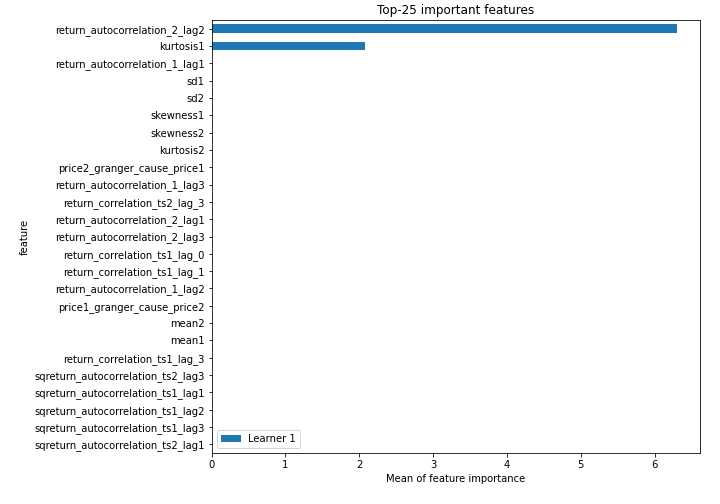 Top-25 important features
return_autocorrelation_2_lag2
kurtosis1
return_autocorrelation_1_lag1
sd1
sd2
skewness1
skewness2
kurtosis2
price2_granger_cause_price1
return_autocorrelation_1_lag3
return_correlation_ts2_lag_3
return_autocorrelation_2_lag1
return_autocorrelation_2_lag3
return_correlation_ts1_lag_0
return_correlation_ts1_lag_1
return_autocorrelation_1_lag2
price1_granger_cause_price2
mean2
mean1
return_correlation_ts1_lag_3
sqreturn_autocorrelation_ts2_lag3
sqreturn_autocorrelation_ts1_lag1
sqreturn_autocorrelation_ts1_lag2
sqreturn_autocorrelation_ts1_lag3
sqreturn_autocorrelation_ts2_lag1
feature
Learner 1
0 1 2 3 4 5 6
Mean of feature importance